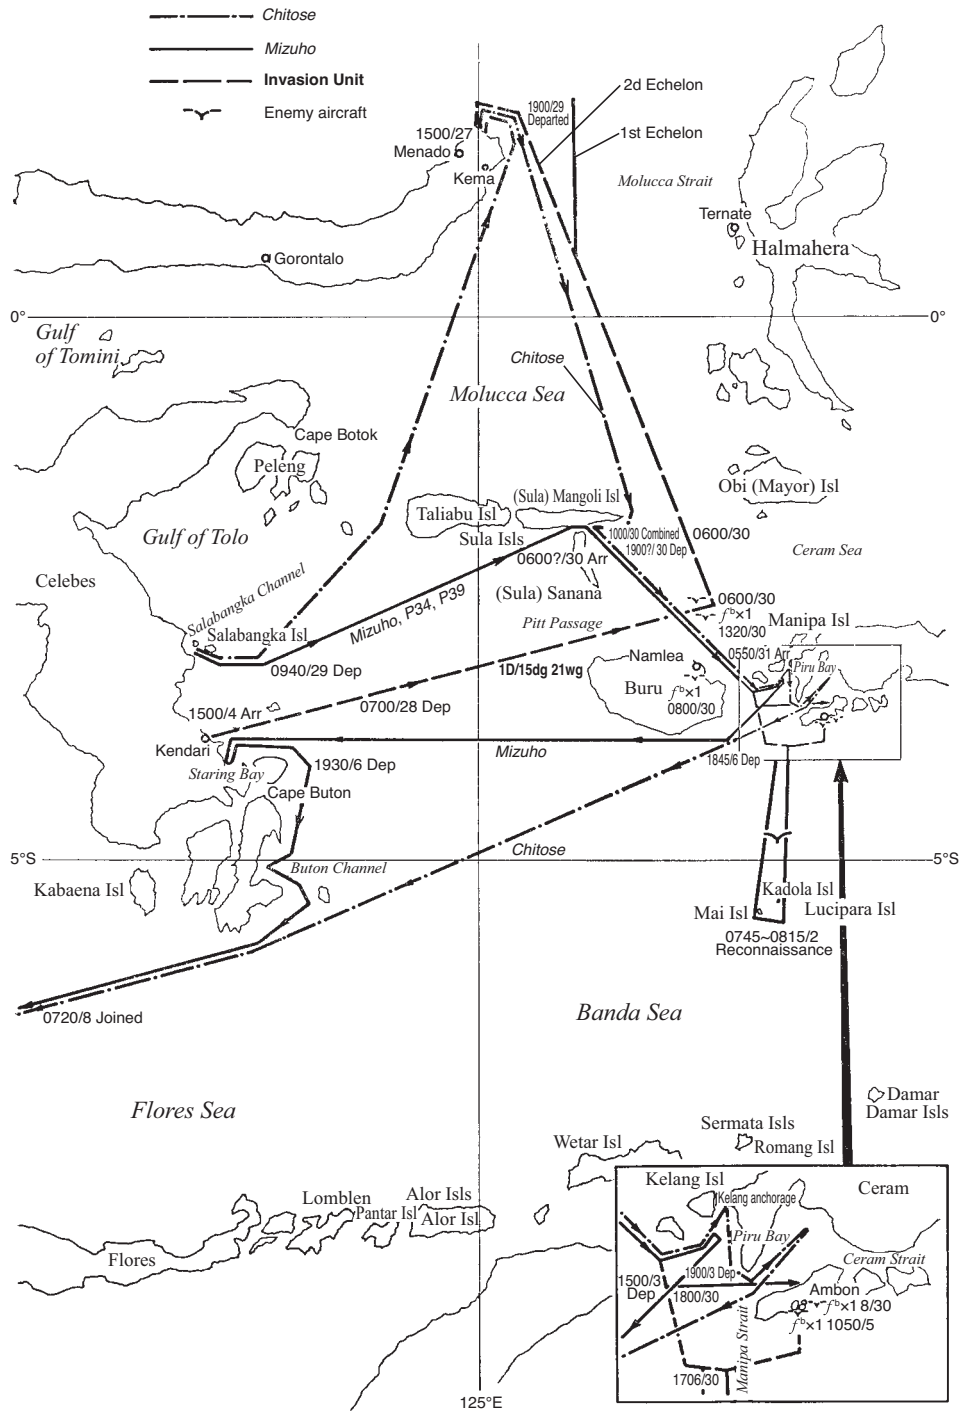 Chitose
Mizuho
Invasion Unit
Enemy aircraft
2d Echelon
1900/29
Departed
1st Echelon
1500/27
Menado
Kema
Molucca Strait
Ternate
Halmahera
Gorontalo
0°
0°
Gulf
of Tomini
Chitose
Molucca Sea
Cape Botok
Peleng
Obi (Mayor) Isl
(Sula) Mangoli Isl
Taliabu Isl
Gulf of Tolo
Sula Isls
1000/30 Combined
1900?/ 30 Dep
0600/30
Ceram Sea
0600?/30 Arr
Celebes
Salabangka Channel
(Sula) Sanana
Mizuho, P34, P39
0600/30
fᵇ×1
1320/30
Manipa Isl
Pitt Passage
Salabangka Isl
0940/29 Dep
1D/15dg 21wg
Namlea
0550/31 Arr
Piru Bay
Buru
fᵇ×1
0800/30
0700/28 Dep
1500/4 Arr
Kendari
Mizuho
1845/6 Dep
Staring Bay
1930/6 Dep
Cape Buton
5°S
Chitose
5°S
Buton Channel
Kabaena Isl
Kadola Isl
Mai Isl
Lucipara Isl
0745~0815/2
Reconnaissance
Banda Sea
0720/8 Joined
Flores Sea
Damar
Damar Isls
Sermata Isls
Romang Isl
Wetar Isl
Kelang Isl
Kelang anchorage
Ceram
Lomblen
Alor Isls
Pantar Isl
Alor Isl
Flores
Piru Bay
Ceram Strait
1500/3
Dep
1900/3 Dep
1800/30
Ambon
fᵇ×1 8/30
fᵇ×1 1050/5
Manipa Strait
1706/30
125°E